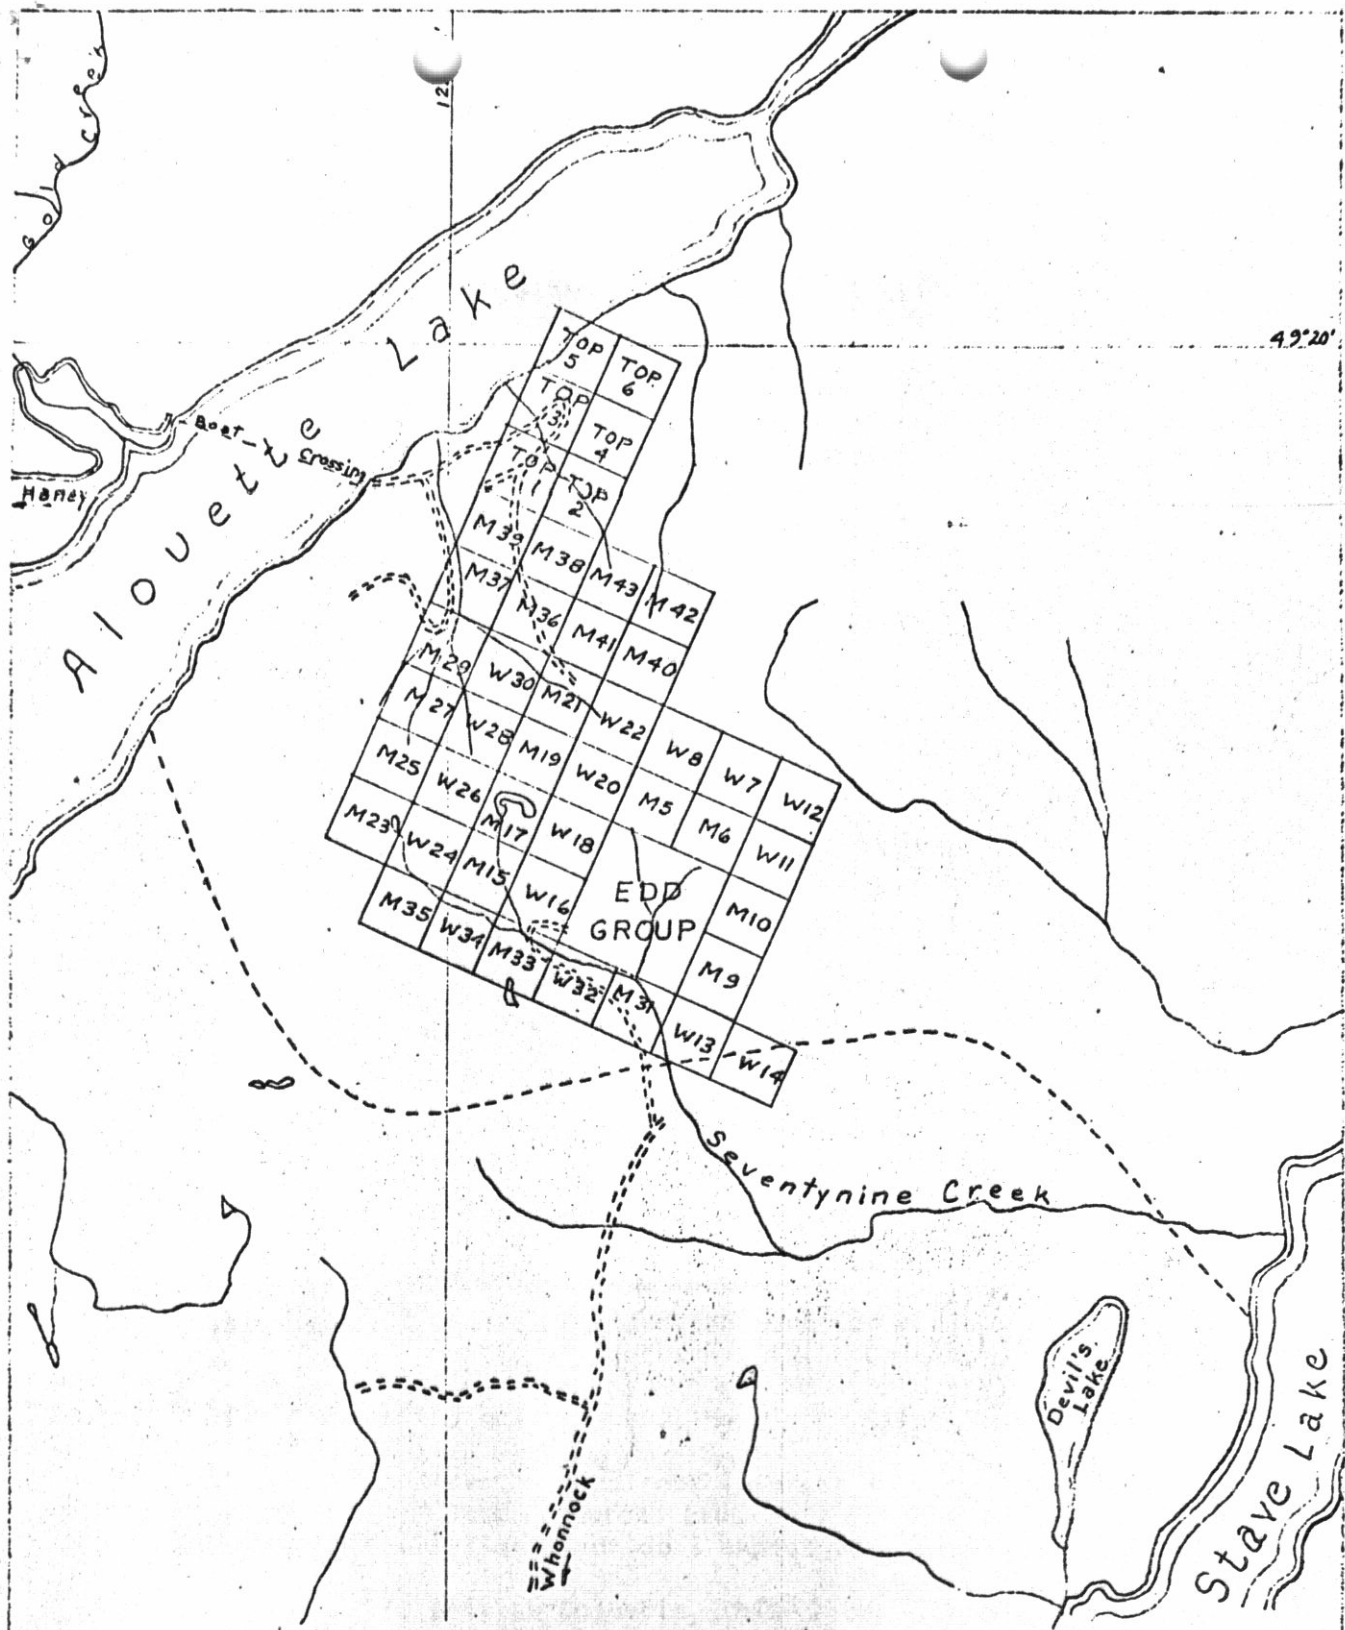 12
Gold Creek
Lake
49°20'
TOP
5
TOP
6
TOP
3
TOP
4
Boat
Crossing
TOP
1
TOP
2
Haney
Alouette
M39
M38
M43
M42
M37
M36
M41
M40
M29
W30
M21
W22
W8
W7
W12
M27
W28
M19
W20
M5
M6
W11
M25
W26
M17
W18
EDD
GROUP
M10
M23
W24
M15
W16
M9
M35
W34
M33
W32
M31
W13
W14
Seventynine Creek
Devil's
Lake
Stave Lake
Whonnock